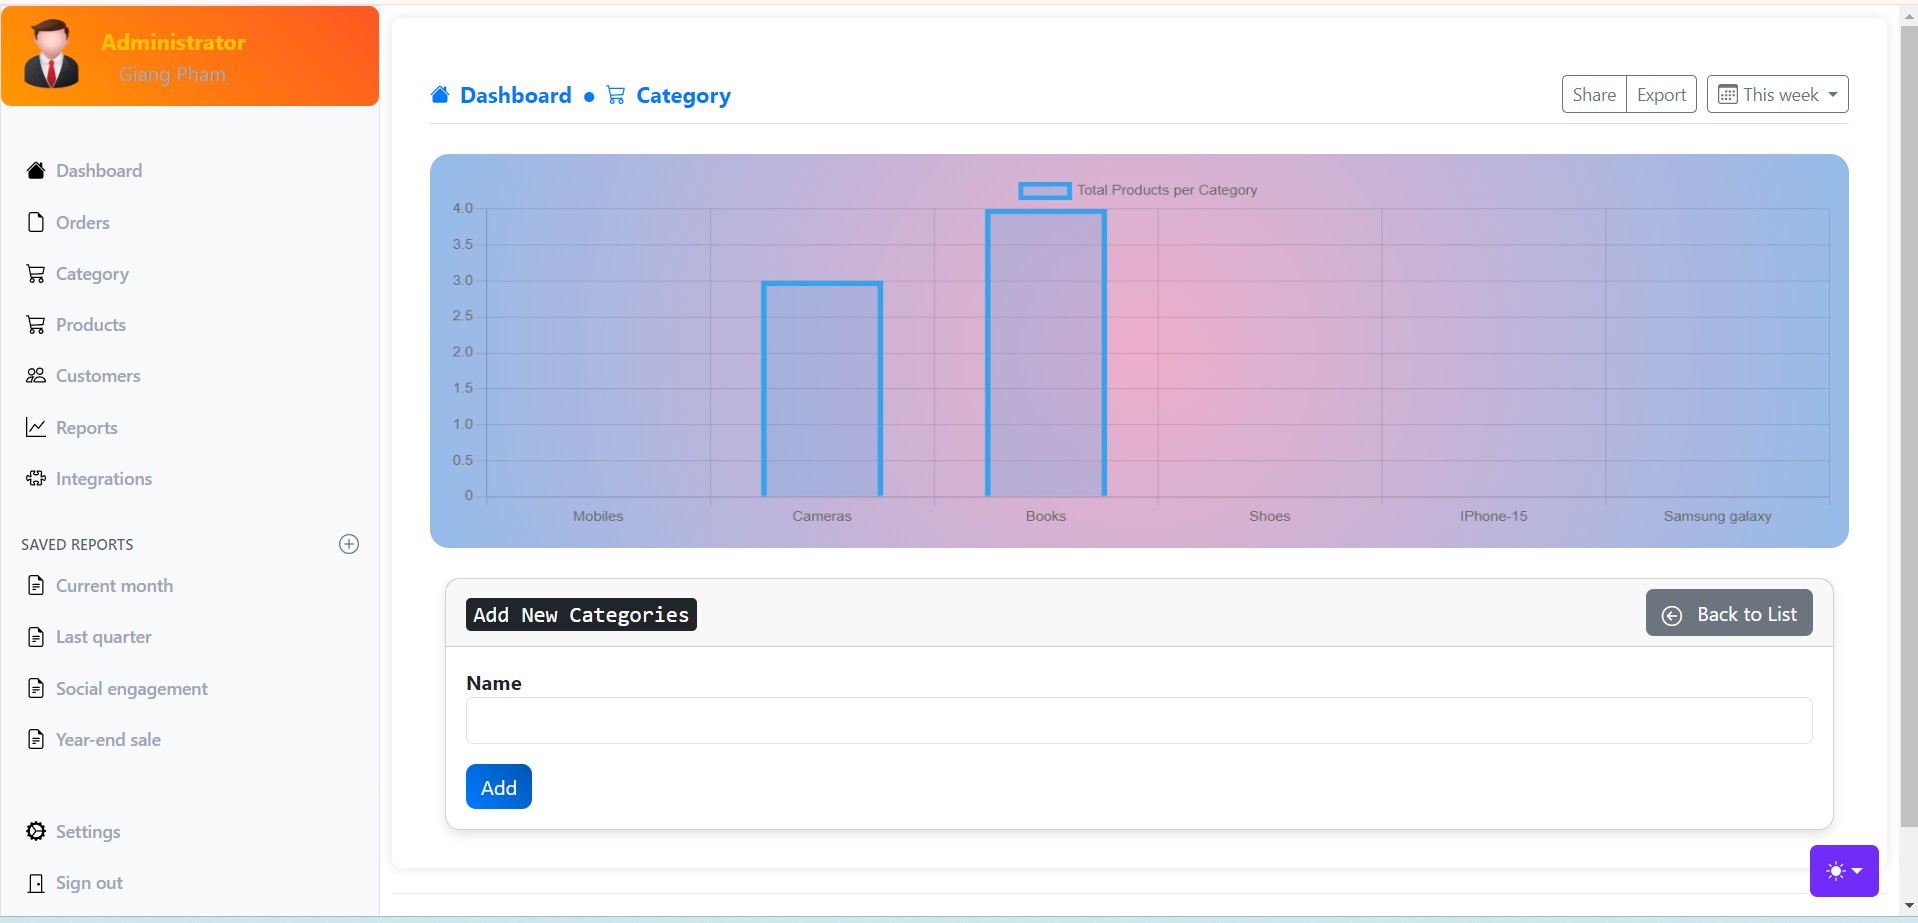 Administrator
Giang Pham
Dashboard
Orders
Category
Products
Customers
Reports
Integrations
SAVED REPORTS
Current month
Last quarter
Social engagement
Year-end sale
Settings
Sign out
Dashboard ● Category
Share Export This week
Total Products per Category
4.0
3.5
3.0
2.5
2.0
1.5
1.0
0.5
0
Mobiles Cameras Books Shoes IPhone-15 Samsung galaxy
Add New Categories Back to List
Name
Add